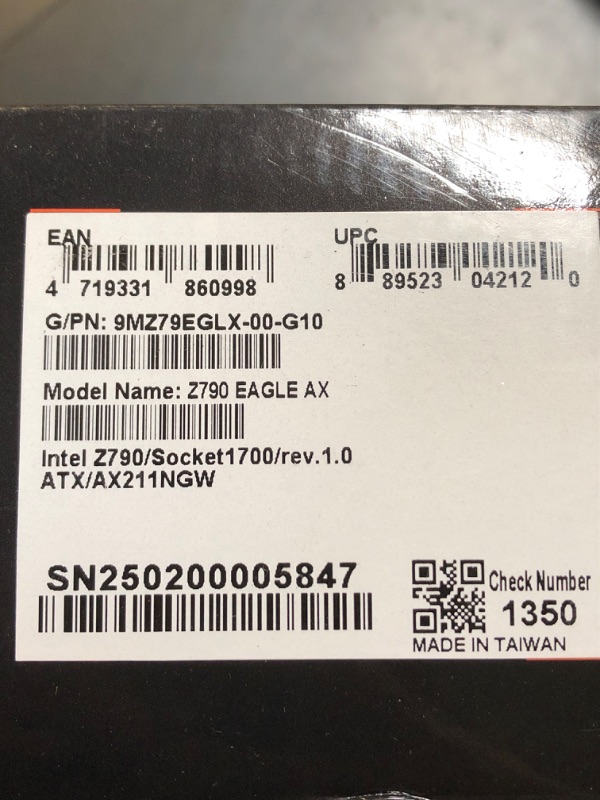 EAN
UPC
4 719331 860998
8 89523 04212 0
G/PN: 9MZ79EGLX-00-G10
Model Name: Z790 EAGLE AX
Intel Z790/Socket1700/rev.1.0
ATX/AX211NGW
SN250200005847
Check Number
1350
MADE IN TAIWAN